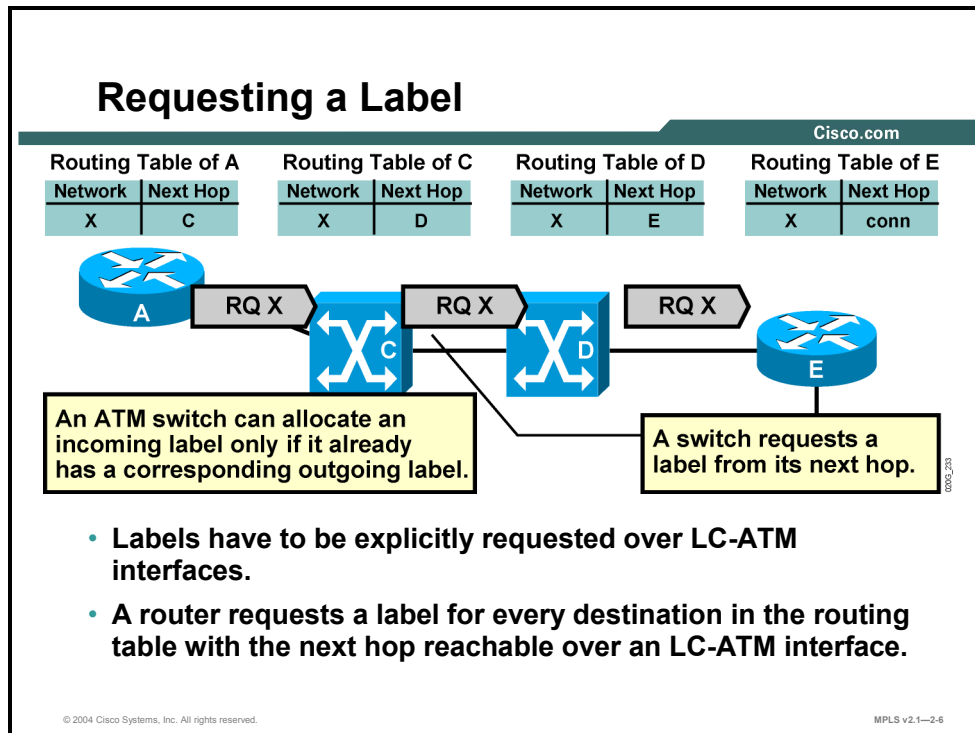 Requesting a Label
Cisco.com
Routing Table of A
Network Next Hop
X C
Routing Table of C
Network Next Hop
X D
Routing Table of D
Network Next Hop
X E
Routing Table of E
Network Next Hop
X conn
A
RQ X
C
RQ X
D
RQ X
E
An ATM switch can allocate an
incoming label only if it already
has a corresponding outgoing label.
A switch requests a
label from its next hop.
020G_233
• Labels have to be explicitly requested over LC-ATM
interfaces.
• A router requests a label for every destination in the routing
table with the next hop reachable over an LC-ATM interface.
© 2004 Cisco Systems, Inc. All rights reserved.
MPLS v2.1—2-6